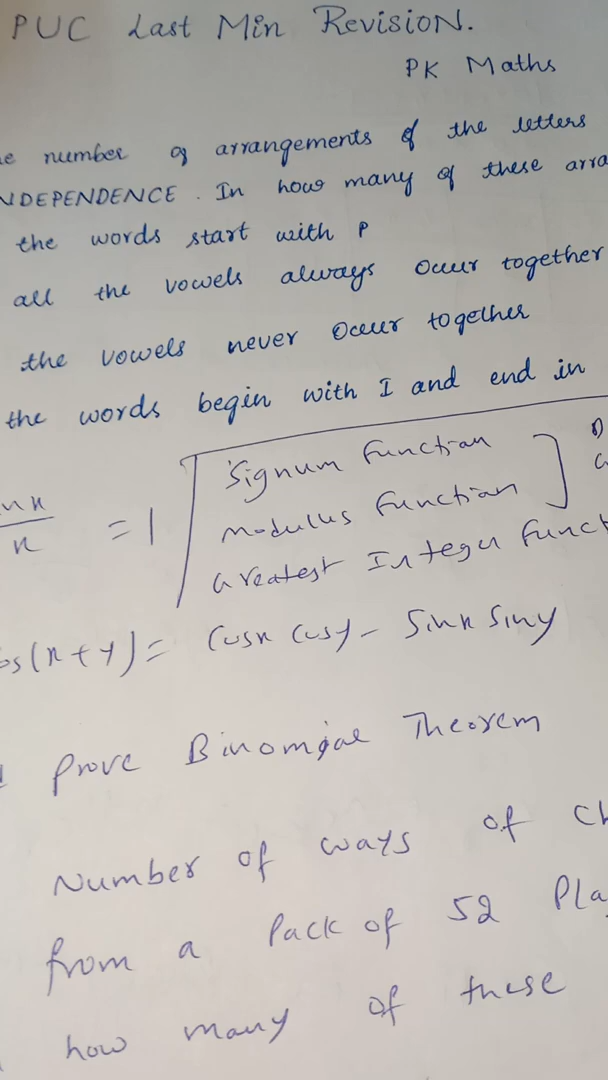 PUC Last Min Revision.
PK Maths
number of arrangements of the letters
NDEPENDENCE. In how many of these arra
the words start with P
all the vowels always occur together
the vowels never occur together
the words begin with I and end in
Signum function
= 1
n
Modulus function
Greatest Integer funct
os(x+y) = cosx cosy - sinx siny
Prove Binomial Theorem
Number of ways of Ch
from a Pack of 52 Pla
how many of these